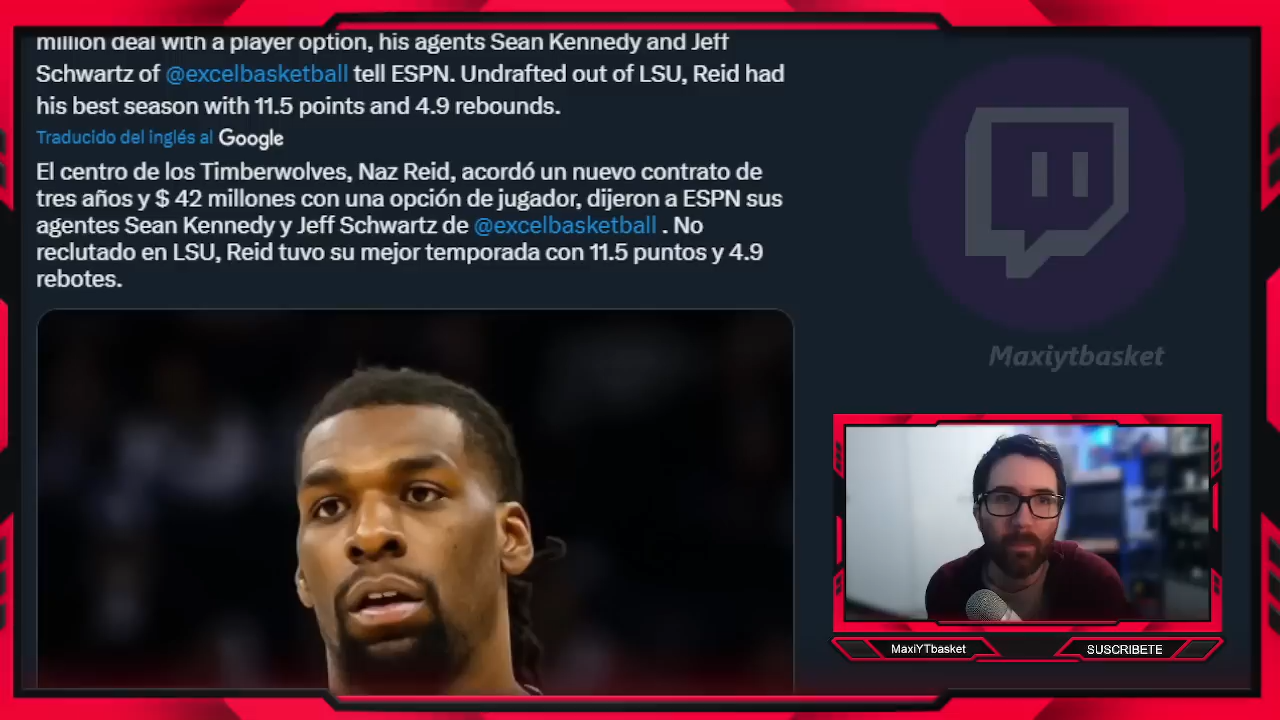 million deal with a player option, his agents Sean Kennedy and Jeff
Schwartz of @excelbasketball tell ESPN. Undrafted out of LSU, Reid had
his best season with 11.5 points and 4.9 rebounds.
Traducido del inglés al Google
El centro de los Timberwolves, Naz Reid, acordó un nuevo contrato de
tres años y $ 42 millones con una opción de jugador, dijeron a ESPN sus
agentes Sean Kennedy y Jeff Schwartz de @excelbasketball . No
reclutado en LSU, Reid tuvo su mejor temporada con 11.5 puntos y 4.9
rebotes.
Maxiytbasket
MaxiYTbasket
SUSCRIBETE